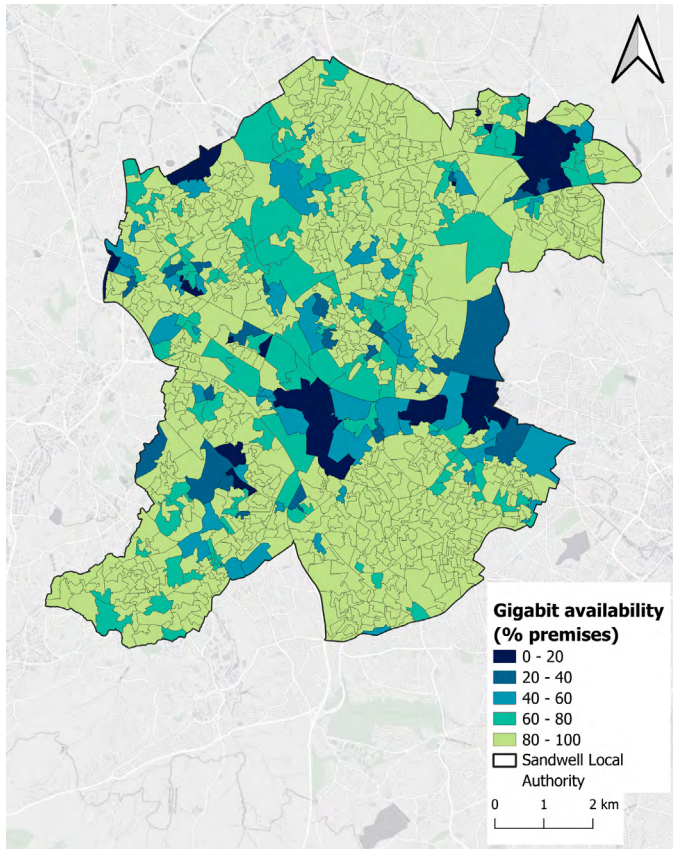 Gigabit availability
(% premises)
0 - 20
20 - 40
40 - 60
60 - 80
80 - 100
Sandwell Local
Authority
0 1 2 km